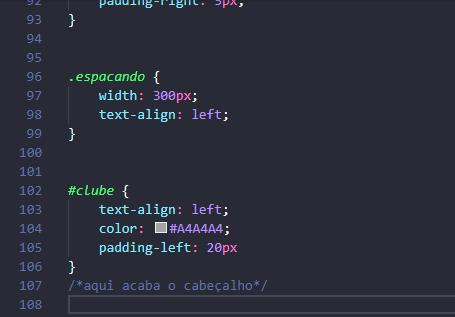 92 padding-right: 5px;
93 }
94
95
96 .espacando {
97 width: 300px;
98 text-align: left;
99 }
100
101
102 #clube {
103 text-align: left;
104 color: #A4A4A4;
105 padding-left: 20px
106 }
107 /*aqui acaba o cabeçalho*/
108